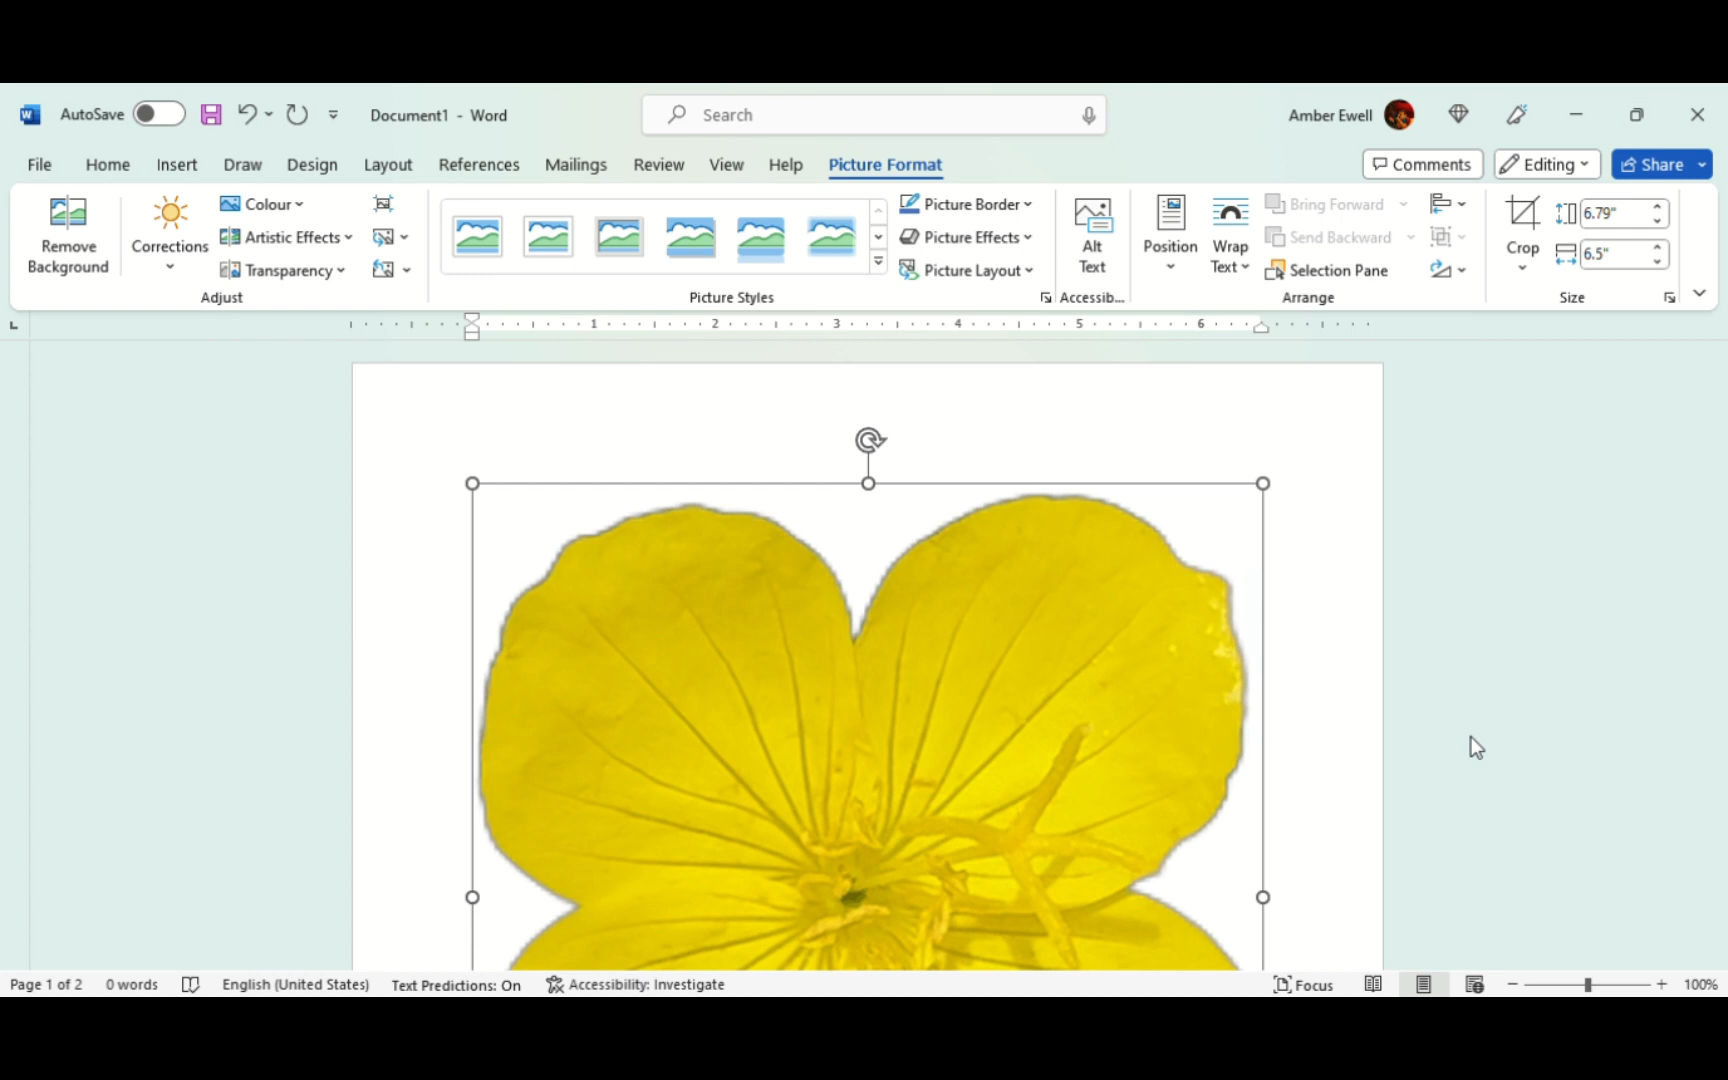 W AutoSave Document1 - Word Search Amber Ewell
File Home Insert Draw Design Layout References Mailings Review View Help Picture Format Comments Editing Share
Remove Background
Corrections
Colour
Artistic Effects
Transparency
Adjust
Picture Border
Picture Effects
Picture Layout
Picture Styles
Alt Text
Accessib...
Position
Wrap Text
Bring Forward
Send Backward
Selection Pane
Arrange
Crop
6.79"
6.5"
Size
1 2 3 4 5 6
Page 1 of 2 0 words English (United States) Text Predictions: On Accessibility: Investigate Focus 100%